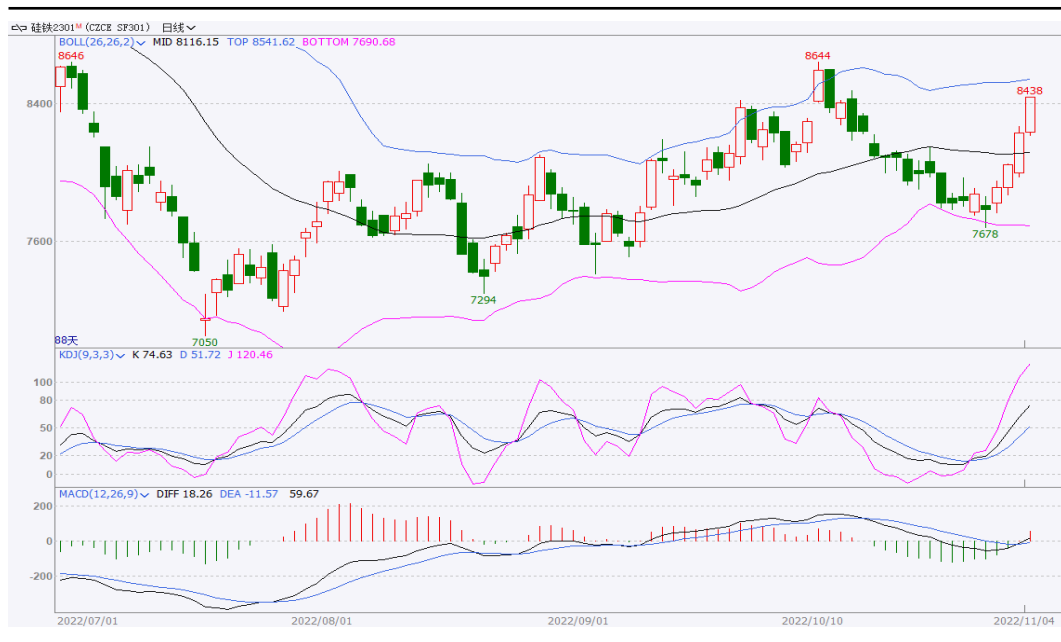 硅铁2301ᴹ (CZCE SF301) 日线
BOLL(26,26,2) MID 8116.15 TOP 8541.62 BOTTOM 7690.68
8646
8644
8438
8400
7600
7678
7294
7050
88天
KDJ(9,3,3) K 74.63 D 51.72 J 120.46
100
80
50
20
0
MACD(12,26,9) DIFF 18.26 DEA -11.57 59.67
200
0
-200
2022/07/01 2022/08/01 2022/09/01 2022/10/10 2022/11/04